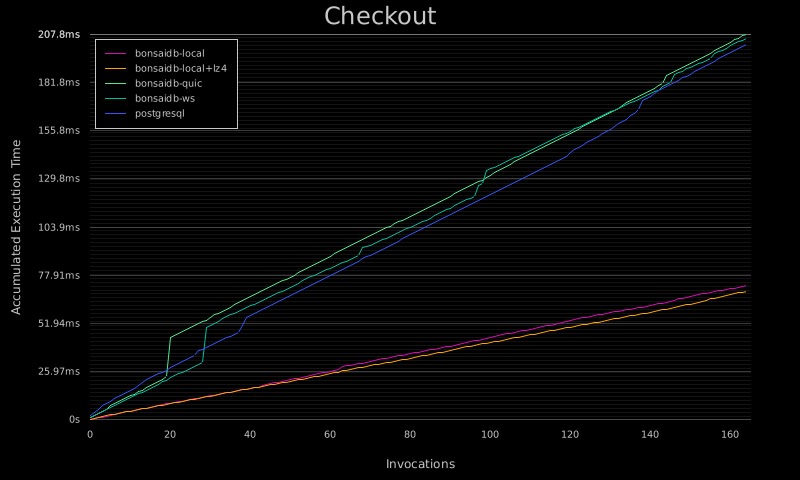 Checkout
207.8ms
181.8ms
155.8ms
129.8ms
103.9ms
77.91ms
51.94ms
25.97ms
0s
bonsaidb-local
bonsaidb-local+lz4
bonsaidb-quic
bonsaidb-ws
postgresql
Accumulated Execution Time
0 20 40 60 80 100 120 140 160
Invocations